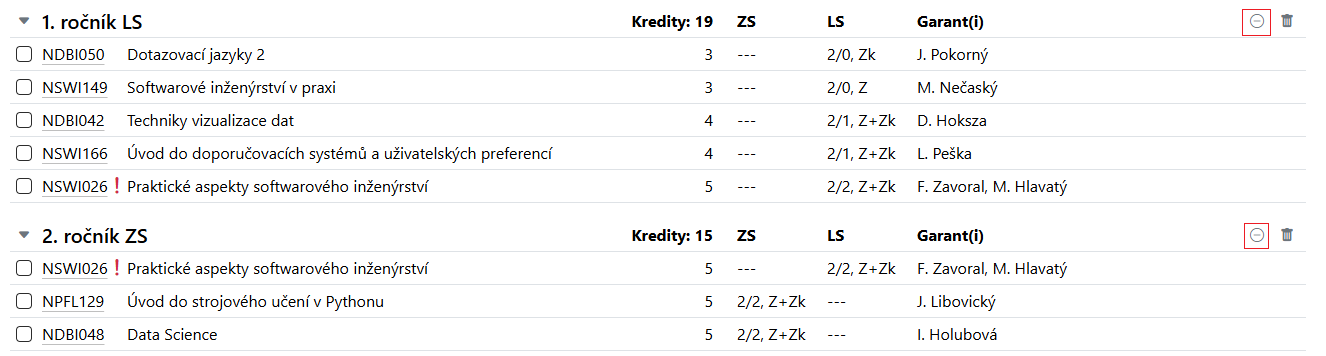 1. ročník LS Kredity: 19 ZS LS Garant(i)
NDBI050 Dotazovací jazyky 2 3 --- 2/0, Zk J. Pokorný
NSWI149 Softwarové inženýrství v praxi 3 --- 2/0, Z M. Nečaský
NDBI042 Techniky vizualizace dat 4 --- 2/1, Z+Zk D. Hoksza
NSWI166 Úvod do doporučovacích systémů a uživatelských preferencí 4 --- 2/1, Z+Zk L. Peška
NSWI026 ! Praktické aspekty softwarového inženýrství 5 --- 2/2, Z+Zk F. Zavoral, M. Hlavatý
2. ročník ZS Kredity: 15 ZS LS Garant(i)
NSWI026 ! Praktické aspekty softwarového inženýrství 5 --- 2/2, Z+Zk F. Zavoral, M. Hlavatý
NPFL129 Úvod do strojového učení v Pythonu 5 2/2, Z+Zk --- J. Libovický
NDBI048 Data Science 5 2/2, Z+Zk --- I. Holubová